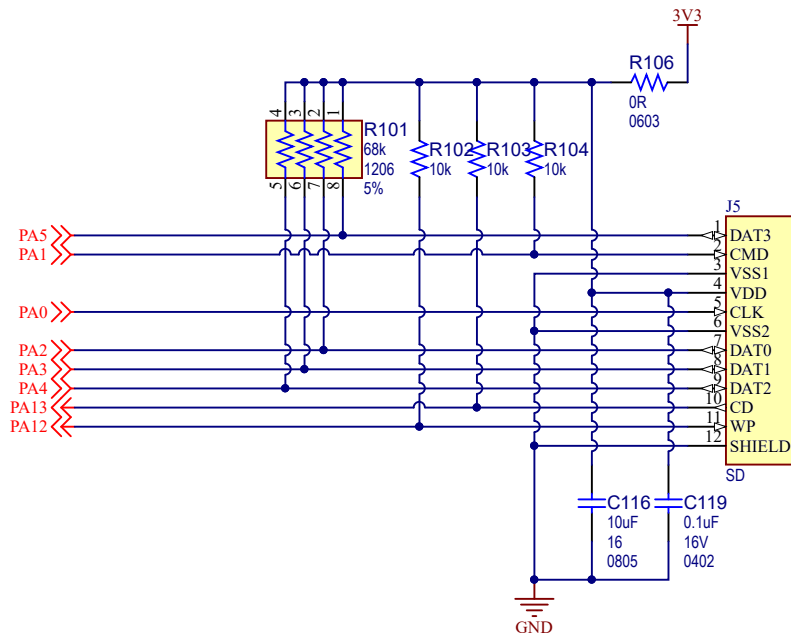 3V3
R106
0R
0603
4 3 2 1
R101
68k
1206
5%
5 6 7 8
R102
10k
R103
10k
R104
10k
J5
PA5
1 DAT3
PA1
2 CMD
3 VSS1
4 VDD
PA0
5 CLK
6 VSS2
PA2
7 DAT0
PA3
8 DAT1
PA4
9 DAT2
PA13
10 CD
PA12
11 WP
12 SHIELD
SD
C116
10uF
16
0805
C119
0.1uF
16V
0402
GND